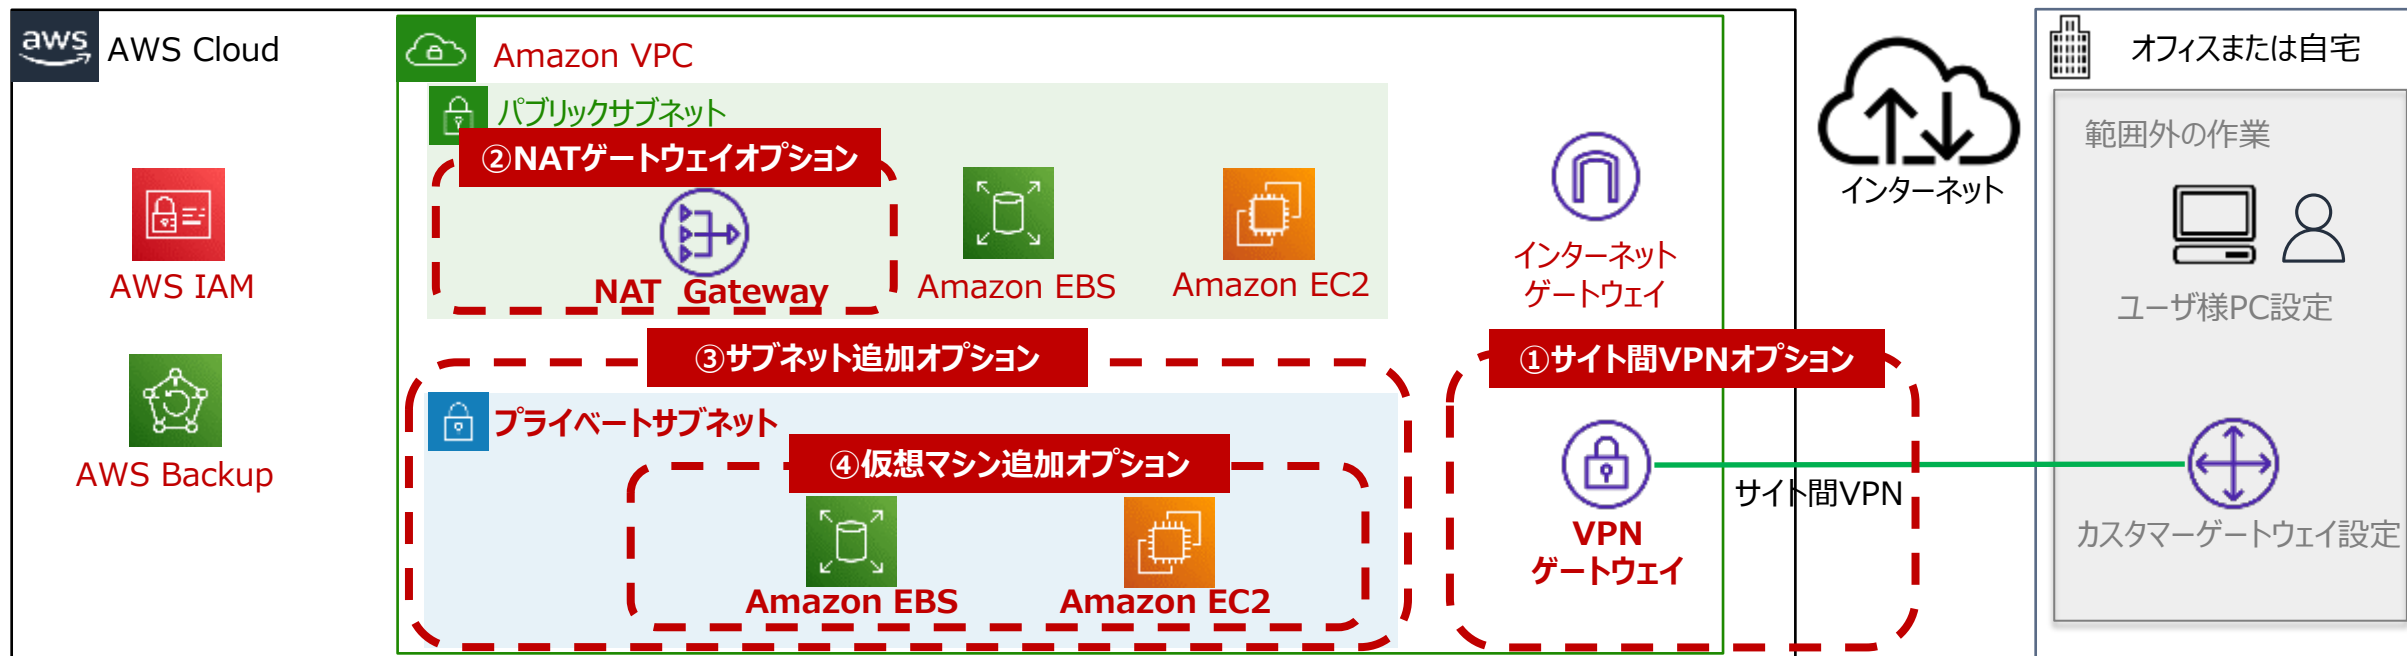 aws
AWS Cloud
AWS IAM
AWS Backup
Amazon VPC
パブリックサブネット
②NATゲートウェイオプション
NAT Gateway
Amazon EBS
Amazon EC2
インターネット
ゲートウェイ
③サブネット追加オプション
プライベートサブネット
④仮想マシン追加オプション
Amazon EBS
Amazon EC2
①サイト間VPNオプション
VPN
ゲートウェイ
サイト間VPN
インターネット
オフィスまたは自宅
範囲外の作業
ユーザ様PC設定
カスタマーゲートウェイ設定